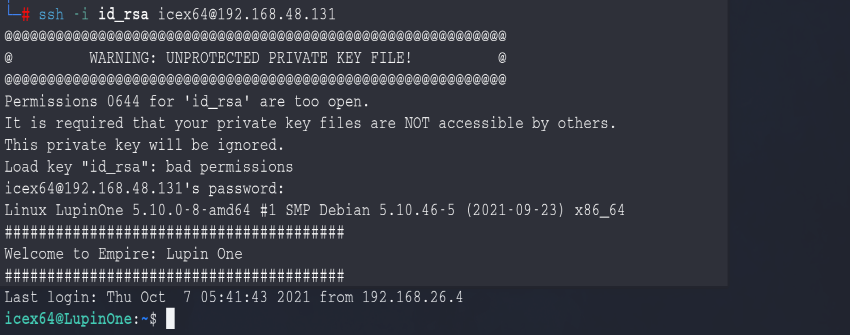 └─# ssh -i id_rsa icex64@192.168.48.131
@@@@@@@@@@@@@@@@@@@@@@@@@@@@@@@@@@@@@@@@@@@@@@@@@@@@@@@@@@@
@         WARNING: UNPROTECTED PRIVATE KEY FILE!          @
@@@@@@@@@@@@@@@@@@@@@@@@@@@@@@@@@@@@@@@@@@@@@@@@@@@@@@@@@@@
Permissions 0644 for 'id_rsa' are too open.
It is required that your private key files are NOT accessible by others.
This private key will be ignored.
Load key "id_rsa": bad permissions
icex64@192.168.48.131's password:
Linux LupinOne 5.10.0-8-amd64 #1 SMP Debian 5.10.46-5 (2021-09-23) x86_64
########################################
Welcome to Empire: Lupin One
########################################
Last login: Thu Oct  7 05:41:43 2021 from 192.168.26.4
icex64@LupinOne:~$